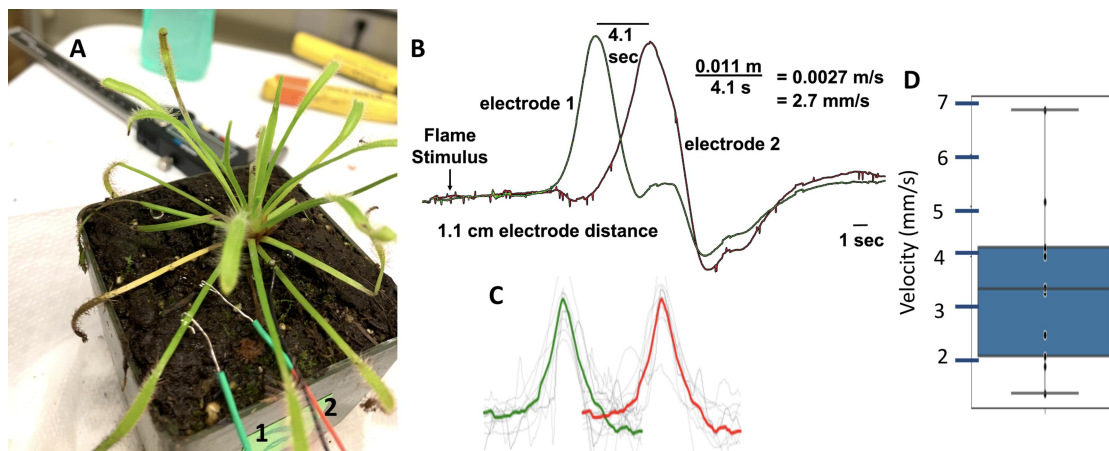 A
1
2
B
4.1
sec
0.011 m
4.1 s
= 0.0027 m/s
= 2.7 mm/s
electrode 1
Flame
Stimulus
electrode 2
1.1 cm electrode distance
1 sec
C
D
Velocity (mm/s)
7
6
5
4
3
2